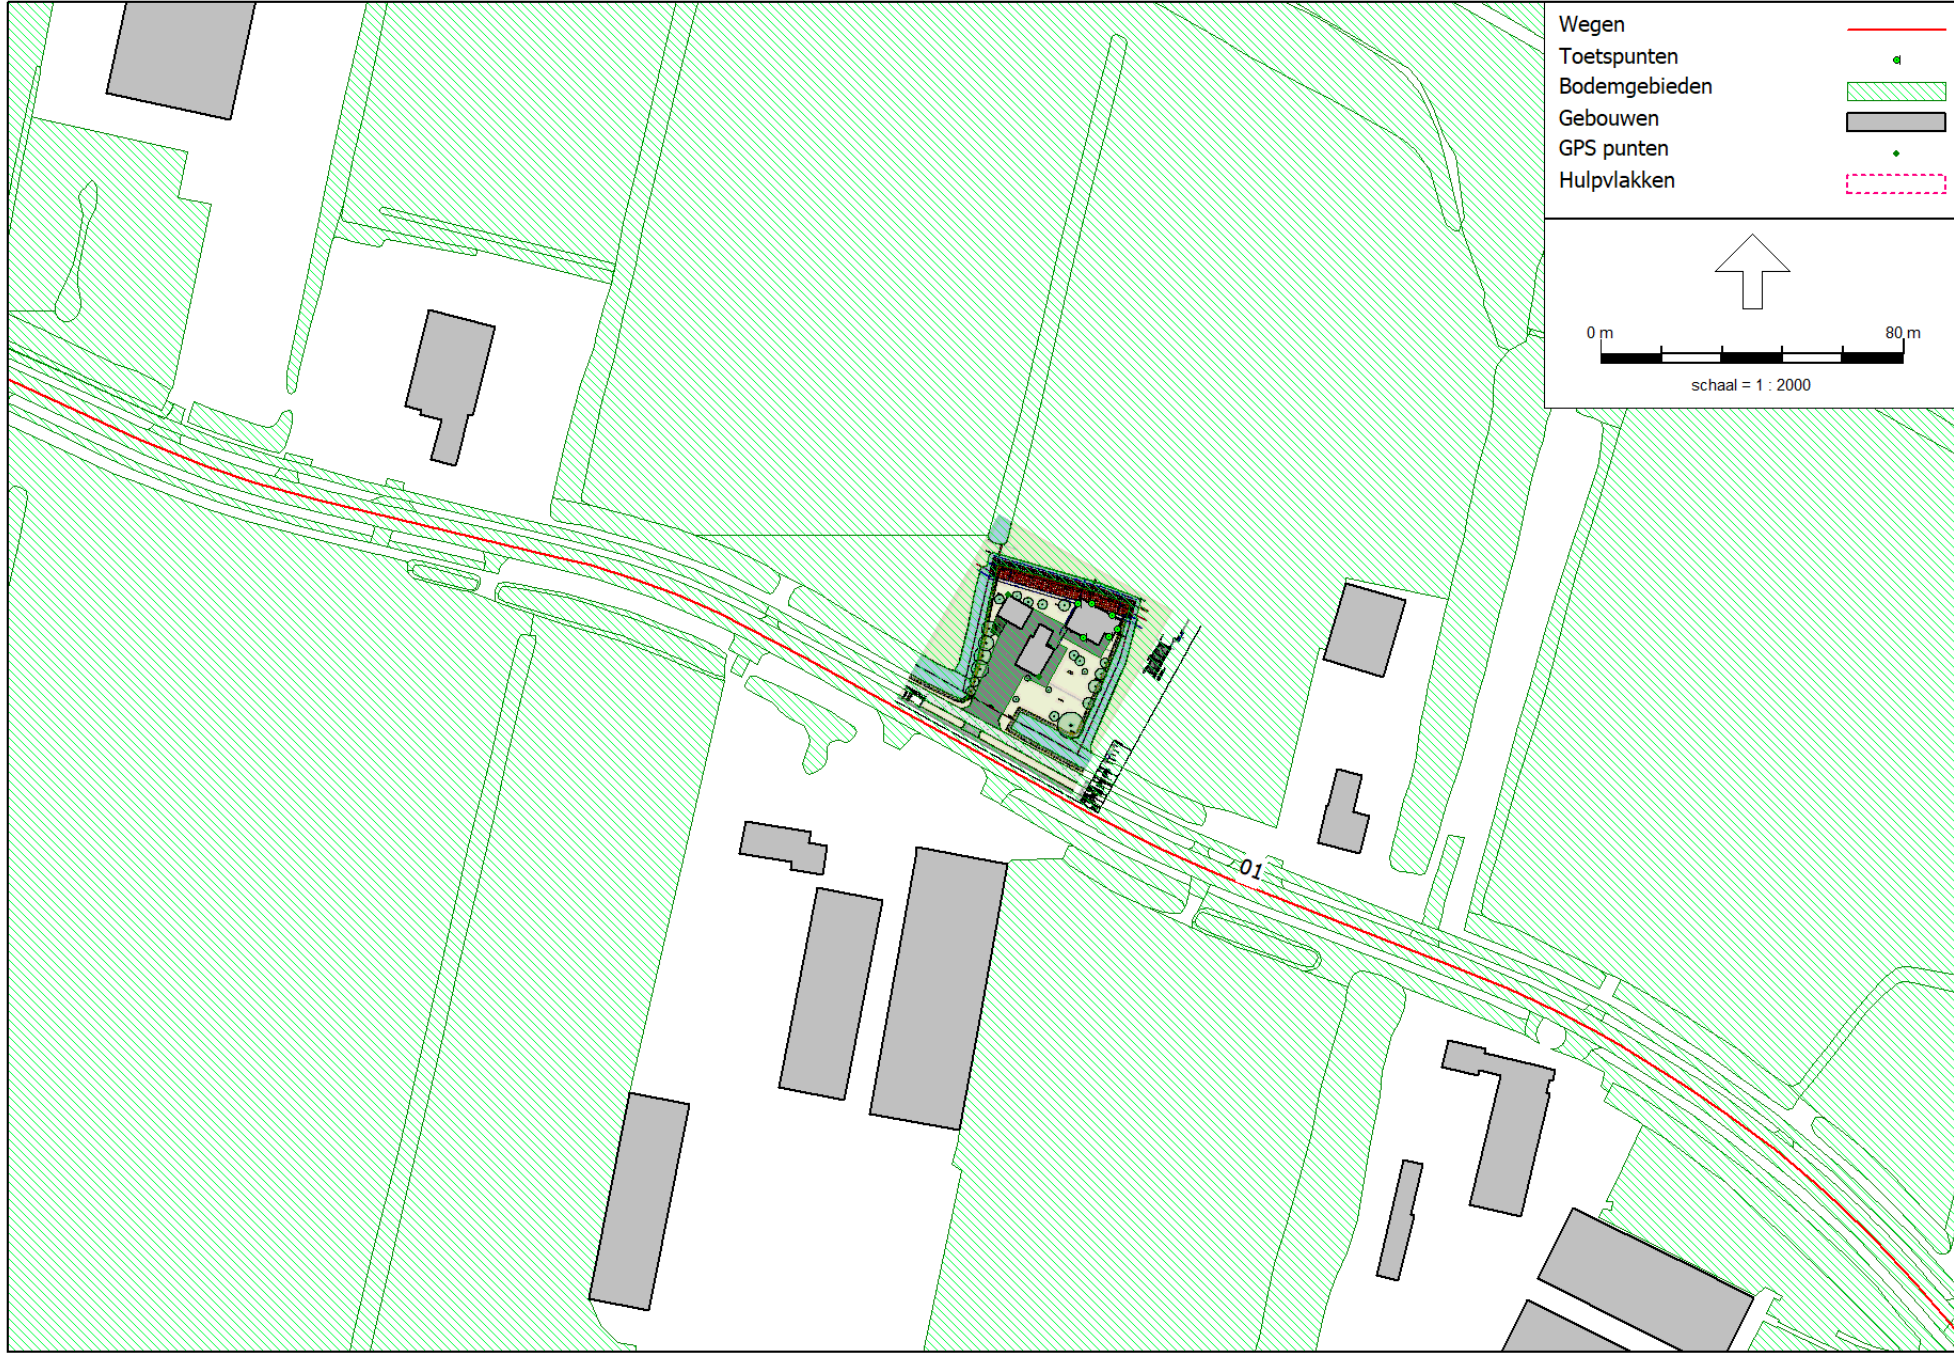 Wegen
Toetspunten
Bodemgebieden
Gebouwen
GPS punten
Hulpvlakken
0 m 80 m
schaal = 1 : 2000
01